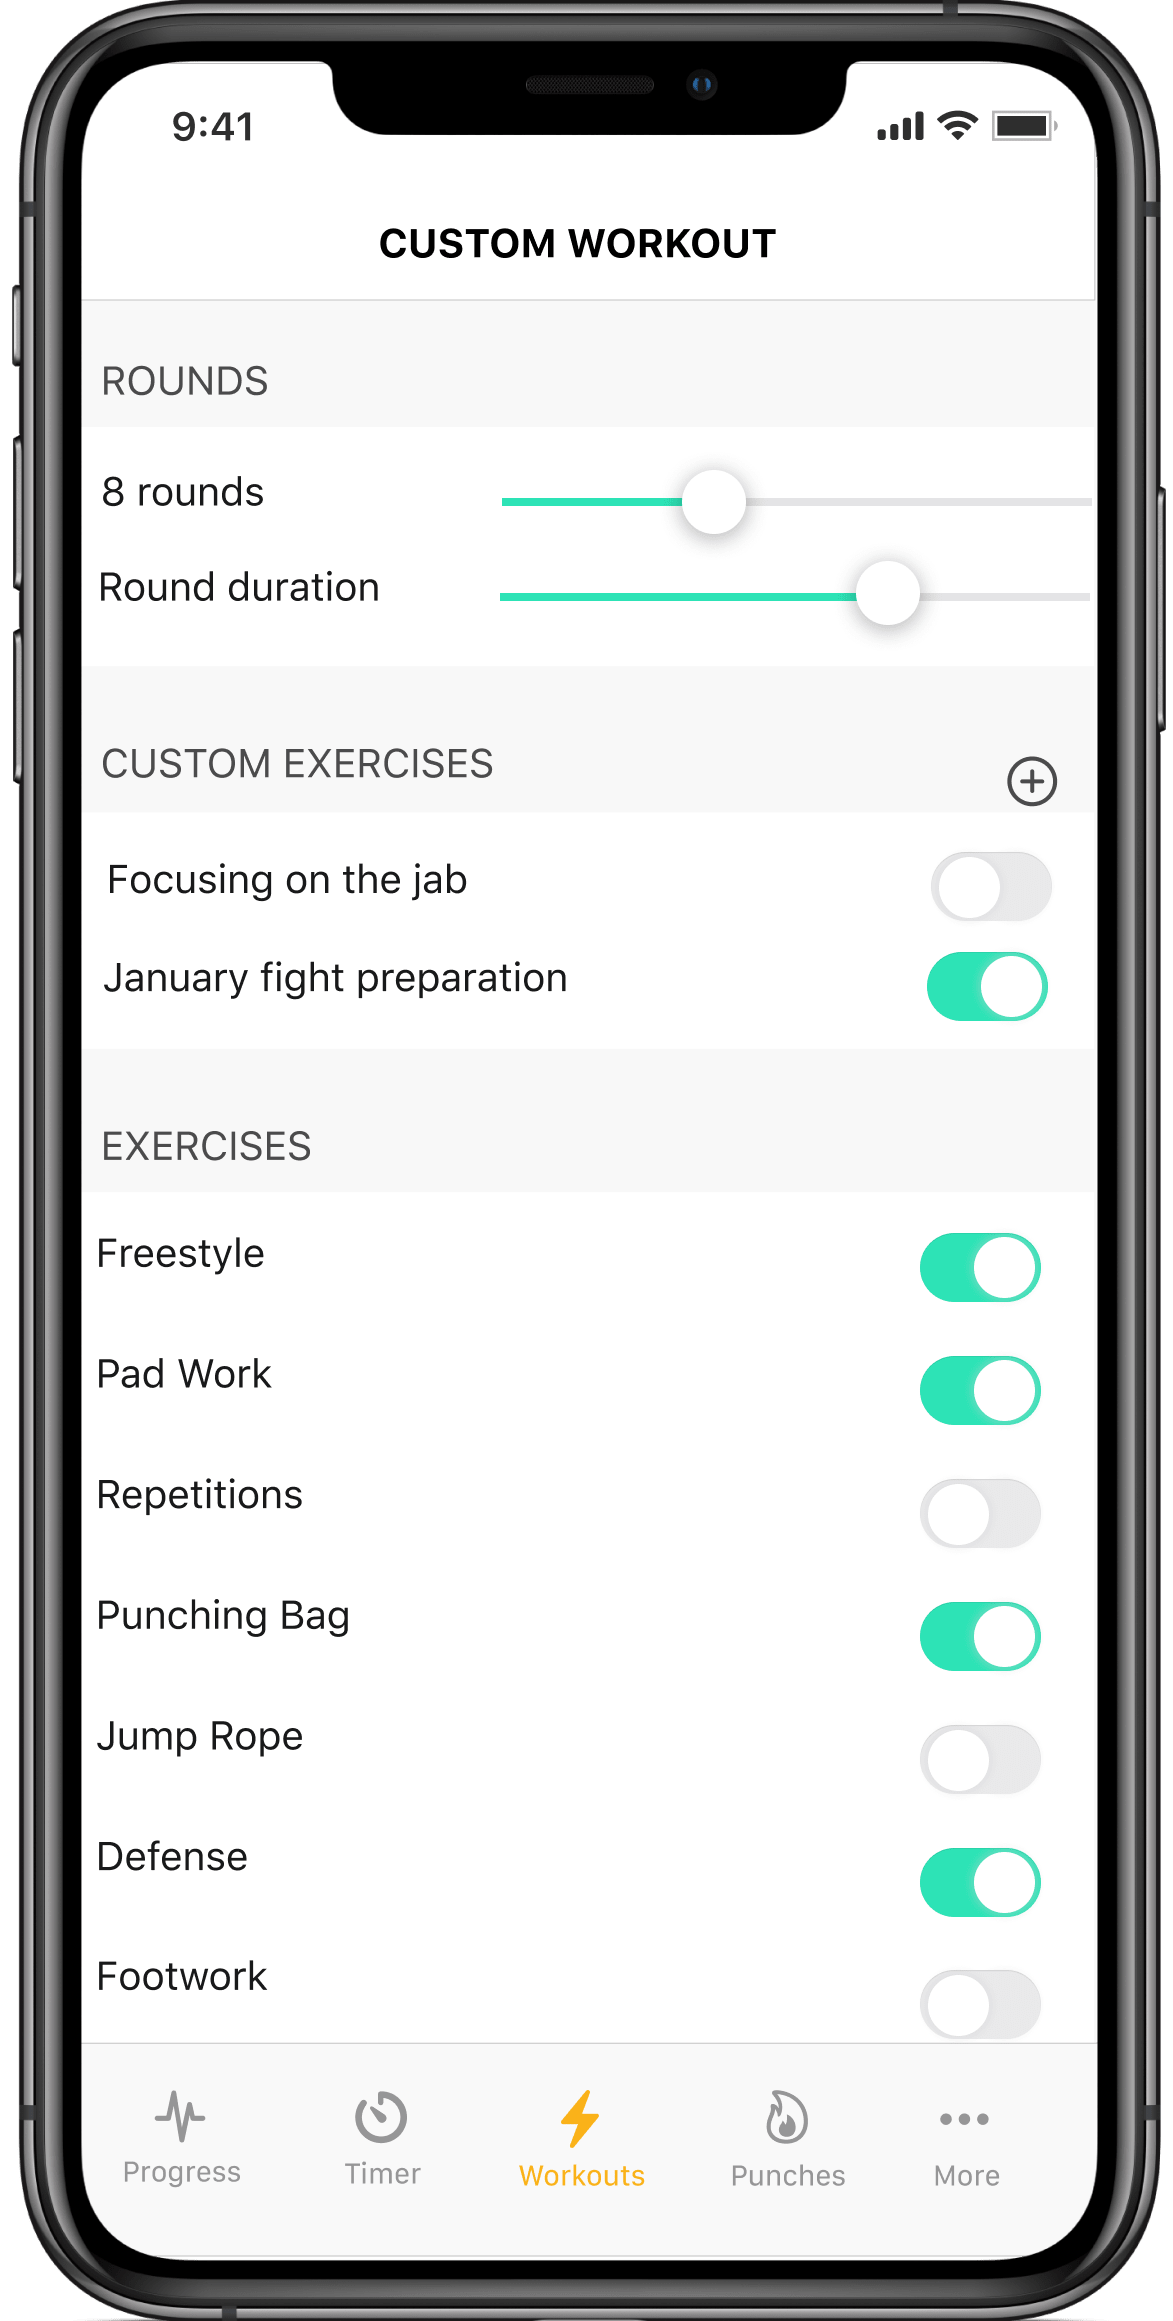 9:41
CUSTOM WORKOUT
ROUNDS
8 rounds
Round duration
CUSTOM EXERCISES
Focusing on the jab
January fight preparation
EXERCISES
Freestyle
Pad Work
Repetitions
Punching Bag
Jump Rope
Defense
Footwork
Progress
Timer
Workouts
Punches
More